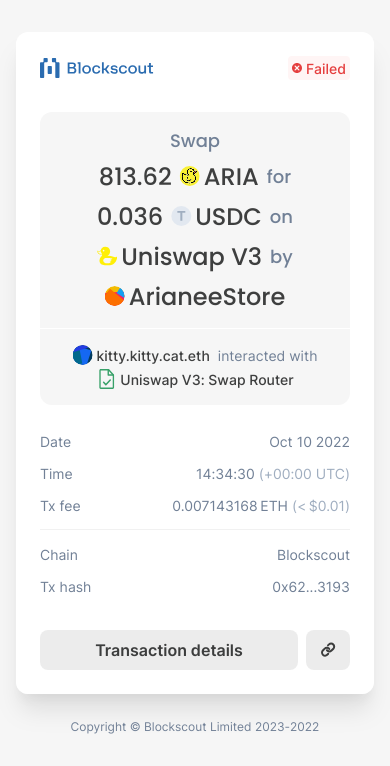 Blockscout
Failed
Swap
813.62 ARIA for
0.036 T USDC on
Uniswap V3 by
ArianeeStore
kitty.kitty.cat.eth interacted with
Uniswap V3: Swap Router
Date Oct 10 2022
Time 14:34:30 (+00:00 UTC)
Tx fee 0.007143168 ETH (< $0.01)
Chain Blockscout
Tx hash 0x62...3193
Transaction details
Copyright © Blockscout Limited 2023-2022